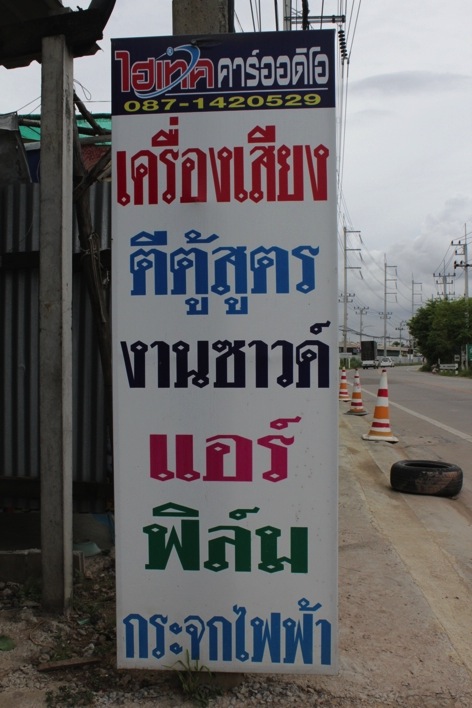 ไฮเทค คาร์ออดิโอ
087-1420529
เครื่องเสียง
ตีตู้สูตร
งานซาวด์
แอร์
ฟิล์ม
กระจกไฟฟ้า